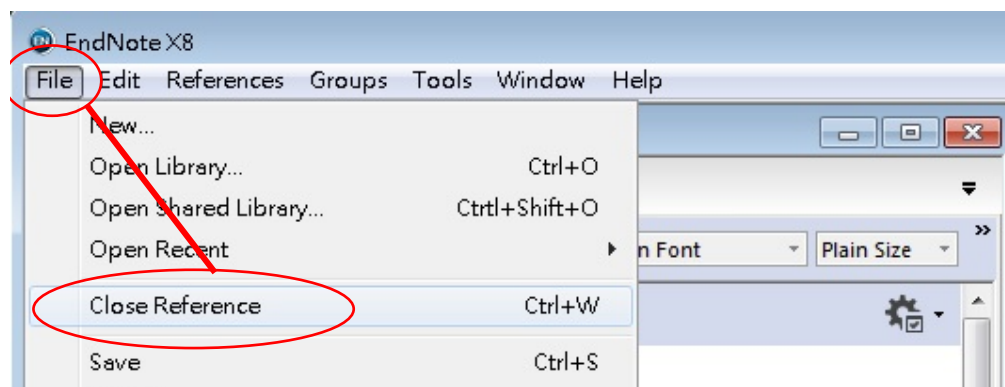 EndNote X8
File Edit References Groups Tools Window Help
New...
Open Library... Ctrl+O
Open Shared Library... Ctrtl+Shift+O
Open Recent
n Font Plain Size
Close Reference Ctrl+W
Save Ctrl+S